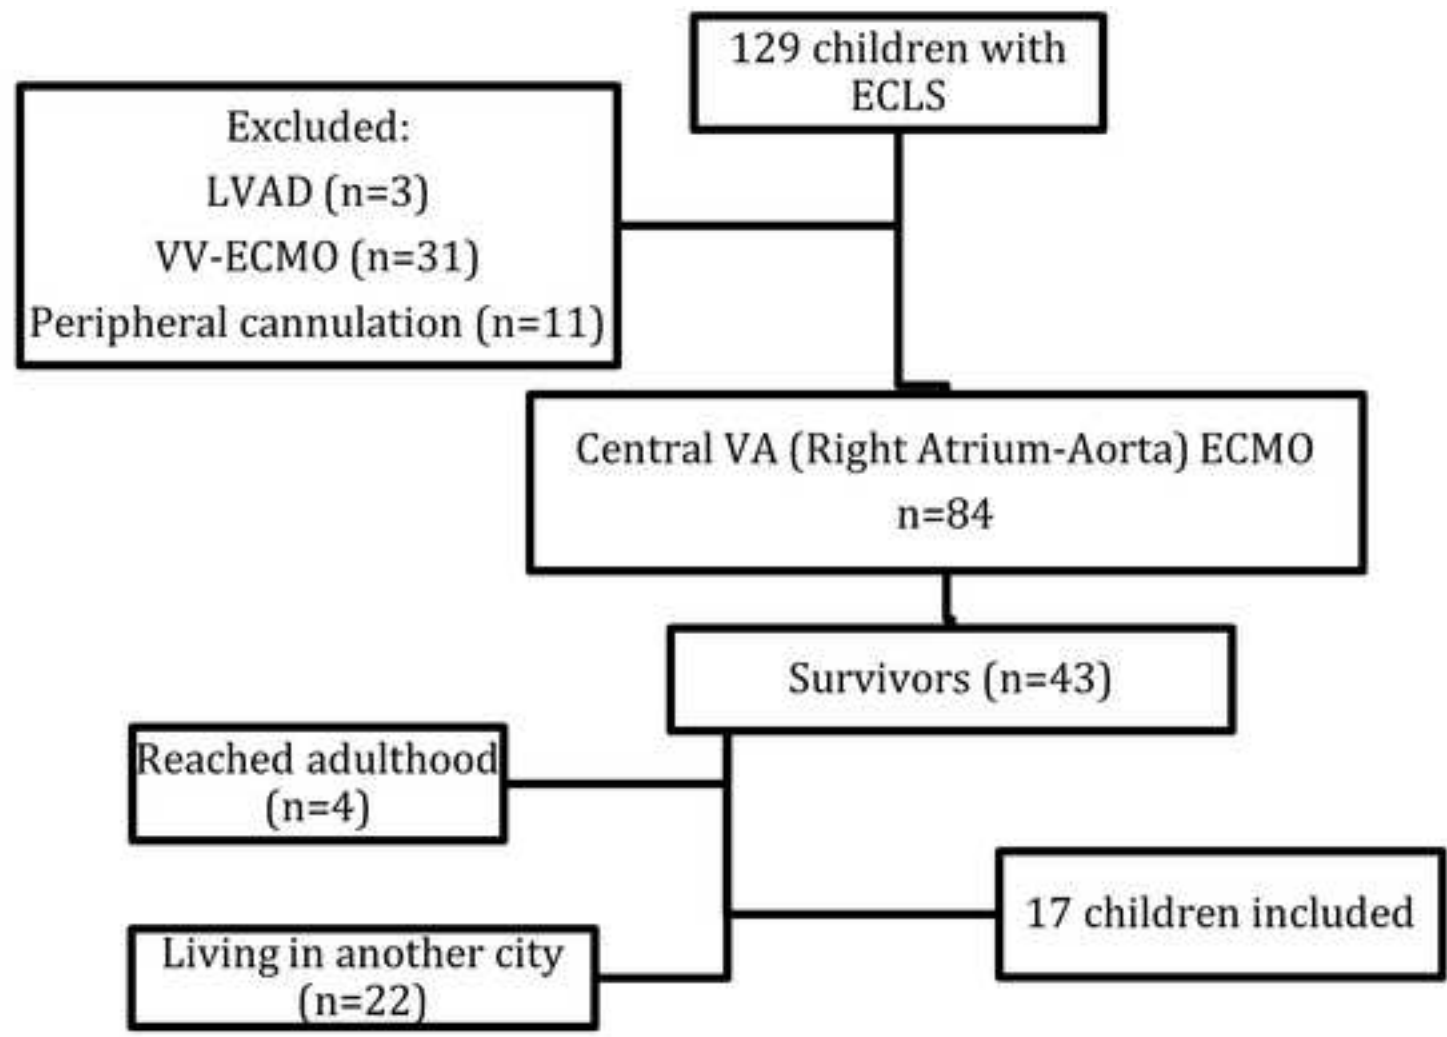 129 children with
ECLS
Excluded:
LVAD (n=3)
VV-ECMO (n=31)
Peripheral cannulation (n=11)
Central VA (Right Atrium-Aorta) ECMO
n=84
Survivors (n=43)
Reached adulthood
(n=4)
17 children included
Living in another city
(n=22)